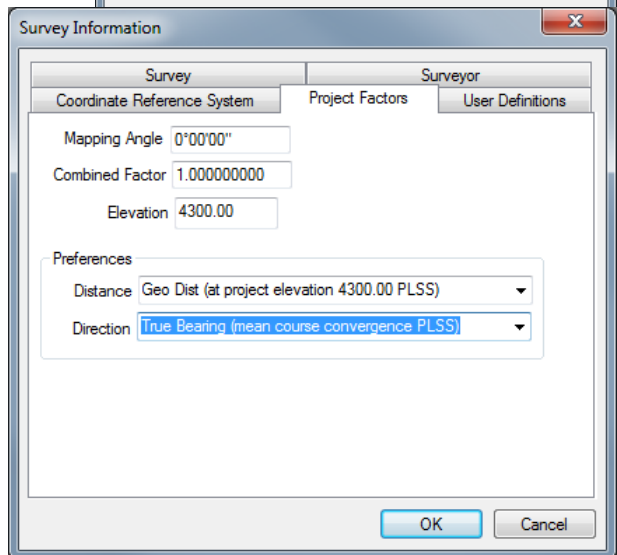 Survey Information
Survey
Surveyor
Coordinate Reference System
Project Factors
User Definitions
Mapping Angle 0°00'00"
Combined Factor 1.000000000
Elevation 4300.00
Preferences
Distance Geo Dist (at project elevation 4300.00 PLSS)
Direction True Bearing (mean course convergence PLSS)
OK
Cancel